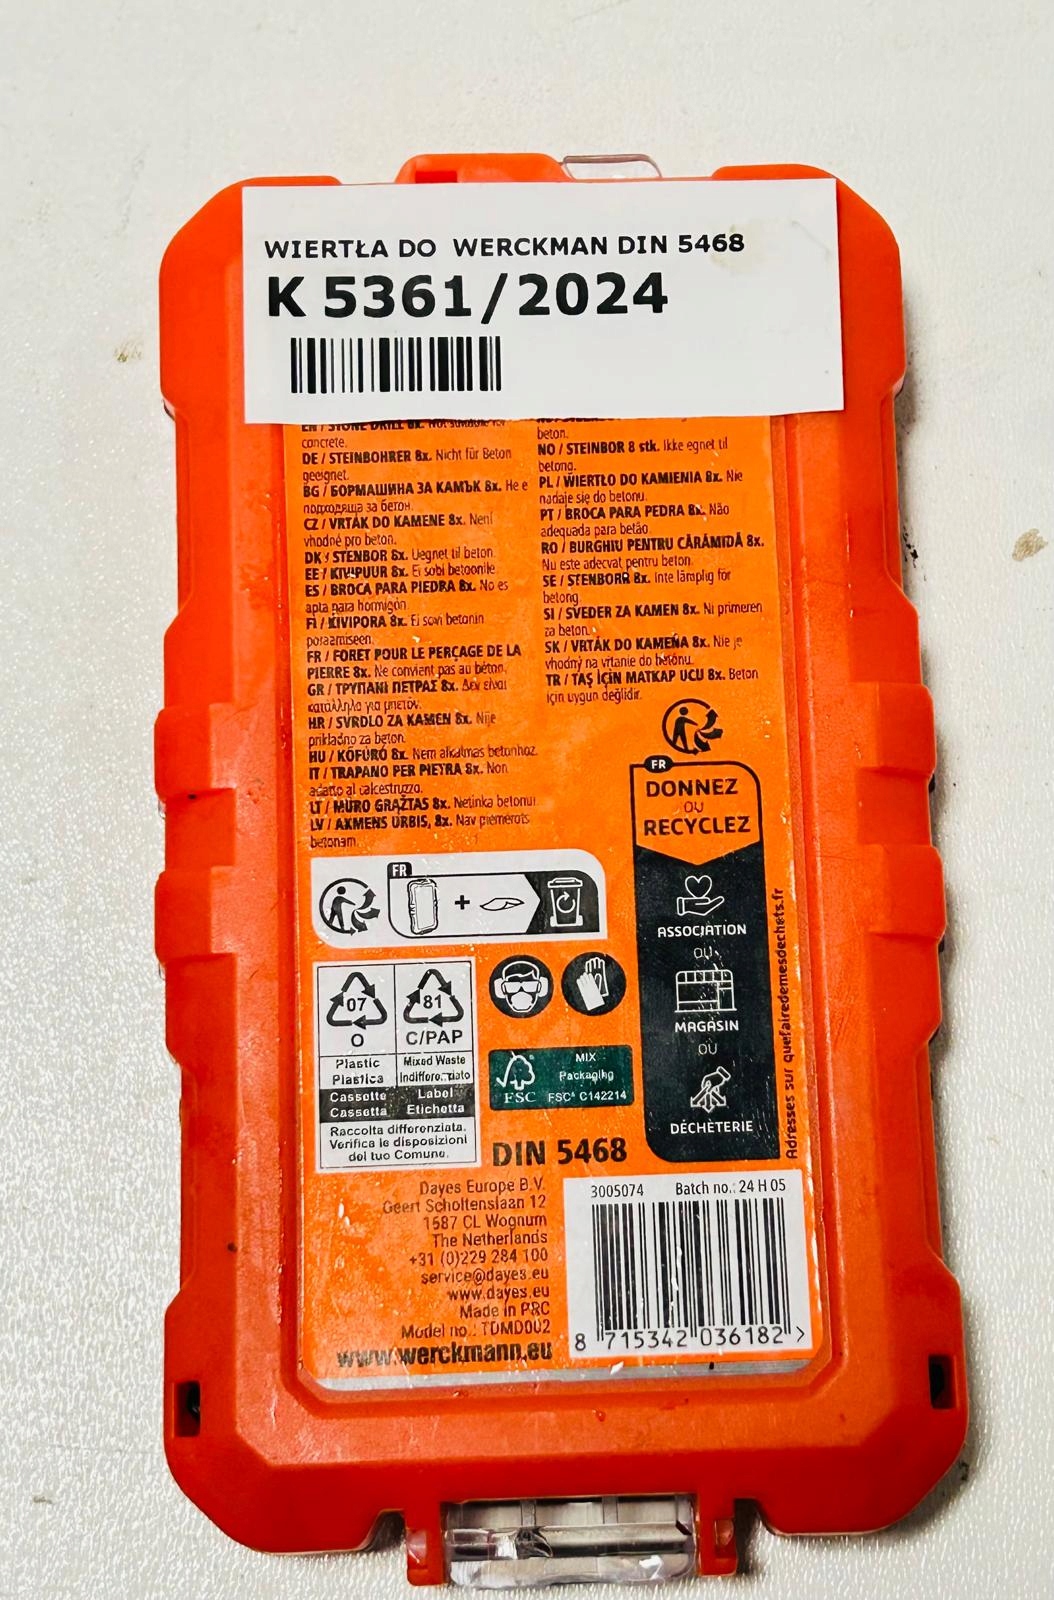 WIERTŁA DO WERCKMAN DIN 5468
K 5361/2024
EN / STONE DRILL 8x. Not suitable for
concrete.
DE / STEINBOHRER 8x. Nicht für Beton
geeignet.
BG / БОРМАШИНА ЗА КАМЪК 8x. Не е
подходяща за бетон.
CZ / VRTÁK DO KAMENE 8x. Není
vhodné pro beton.
DK / STENBOR 8x. Uegnet til beton.
EE / KIVIPUUR 8x. Ei sobi betoonile.
ES / BROCA PARA PIEDRA 8x. No es
apta para hormigón.
FI / KIVIPORA 8x. Ei sovi betonin
poraamiseen.
FR / FORET POUR LE PERÇAGE DE LA
PIERRE 8x. Ne convient pas au béton.
GR / ΤΡΥΠΑΝΙ ΠΕΤΡΑΣ 8x. Δεν είναι
κατάλληλο για μπετόν.
HR / SVRDLO ZA KAMEN 8x. Nije
prikladno za beton.
HU / KŐFÚRÓ 8x. Nem alkalmas betonhoz.
IT / TRAPANO PER PIETRA 8x. Non
adatto al calcestruzzo.
LT / MŪRO GRĄŽTAS 8x. Netinka betonui.
LV / AKMENS URBIS, 8x. Nav piemērots
betonam.
beton.
NO / STEINBOR 8 stk. Ikke egnet til
betong.
PL / WIERTŁO DO KAMIENIA 8x. Nie
nadaje się do betonu.
PT / BROCA PARA PEDRA 8x. Não
adequada para betão.
RO / BURGHIU PENTRU CĂRĂMIDĂ 8x.
Nu este adecvat pentru beton.
SE / STENBORR 8x. Inte lämplig för
betong.
SI / SVEDER ZA KAMEN 8x. Ni primeren
za beton.
SK / VRTÁK DO KAMEŇA 8x. Nie je
vhodný na vŕtanie do betónu.
TR / TAŞ İÇİN MATKAP UCU 8x. Beton
için uygun değildir.
FR
DONNEZ
OU
RECYCLEZ
ASSOCIATION
OU
MAGASIN
OU
DÉCHÈTERIE
Adresses sur quefairedemesdechets.fr
FR
+
07
O
81
C/PAP
Plastic
Plastica
Mixed Waste
Indifferenziato
Cassette
Cassetta
Label
Etichetta
Raccolta differenziata.
Verifica le disposizioni
del tuo Comune.
FSC
MIX
Packaging
FSC® C142214
DIN 5468
Dayes Europe B.V.
Geert Scholtenslaan 12
1687 CL Wognum
The Netherlands
+31 (0)229 284 100
service@dayes.eu
www.dayes.eu
Made in PRC
Model no.: TDMD002
www.werckmann.eu
3005074 Batch no.: 24 H 05
8 715342 036182 >